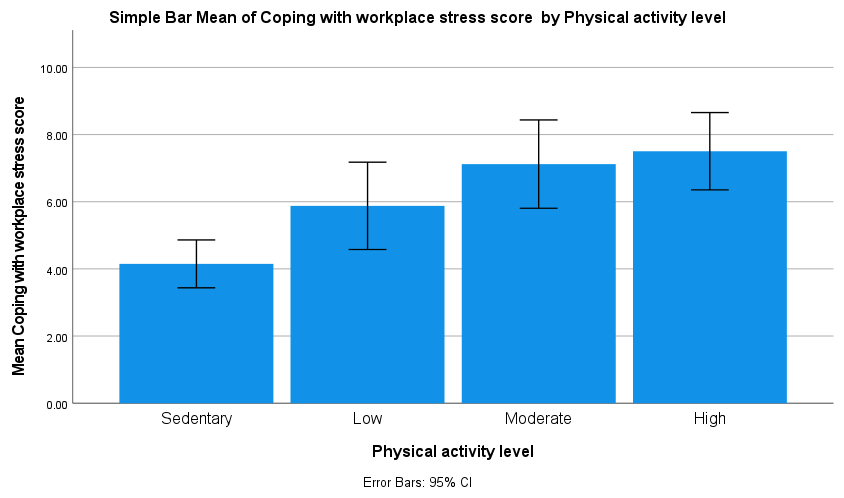 Simple Bar Mean of Coping with workplace stress score by Physical activity level
Mean Coping with workplace stress score
10.00
8.00
6.00
4.00
2.00
0.00
Sedentary Low Moderate High
Physical activity level
Error Bars: 95% CI